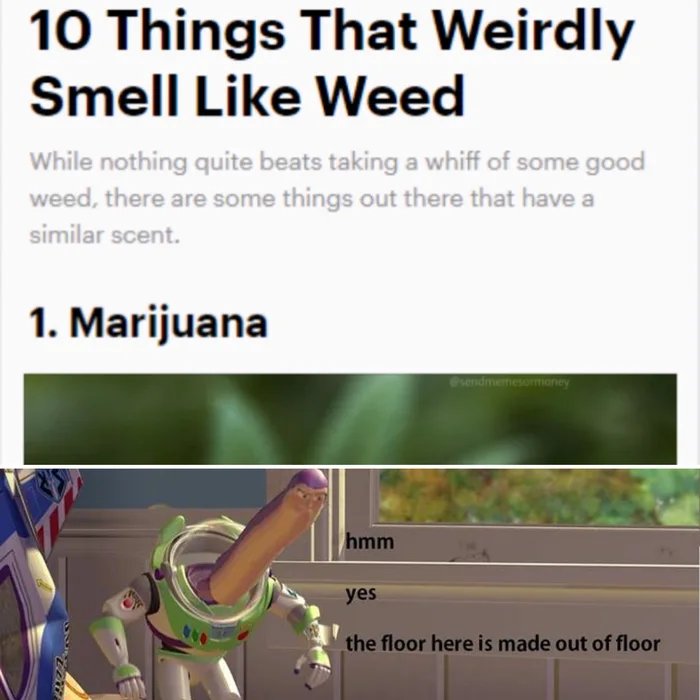 10 Things That Weirdly
Smell Like Weed
While nothing quite beats taking a whiff of some good
weed, there are some things out there that have a
similar scent.
1. Marijuana
@sendmemesormoney
hmm
yes
the floor here is made out of floor